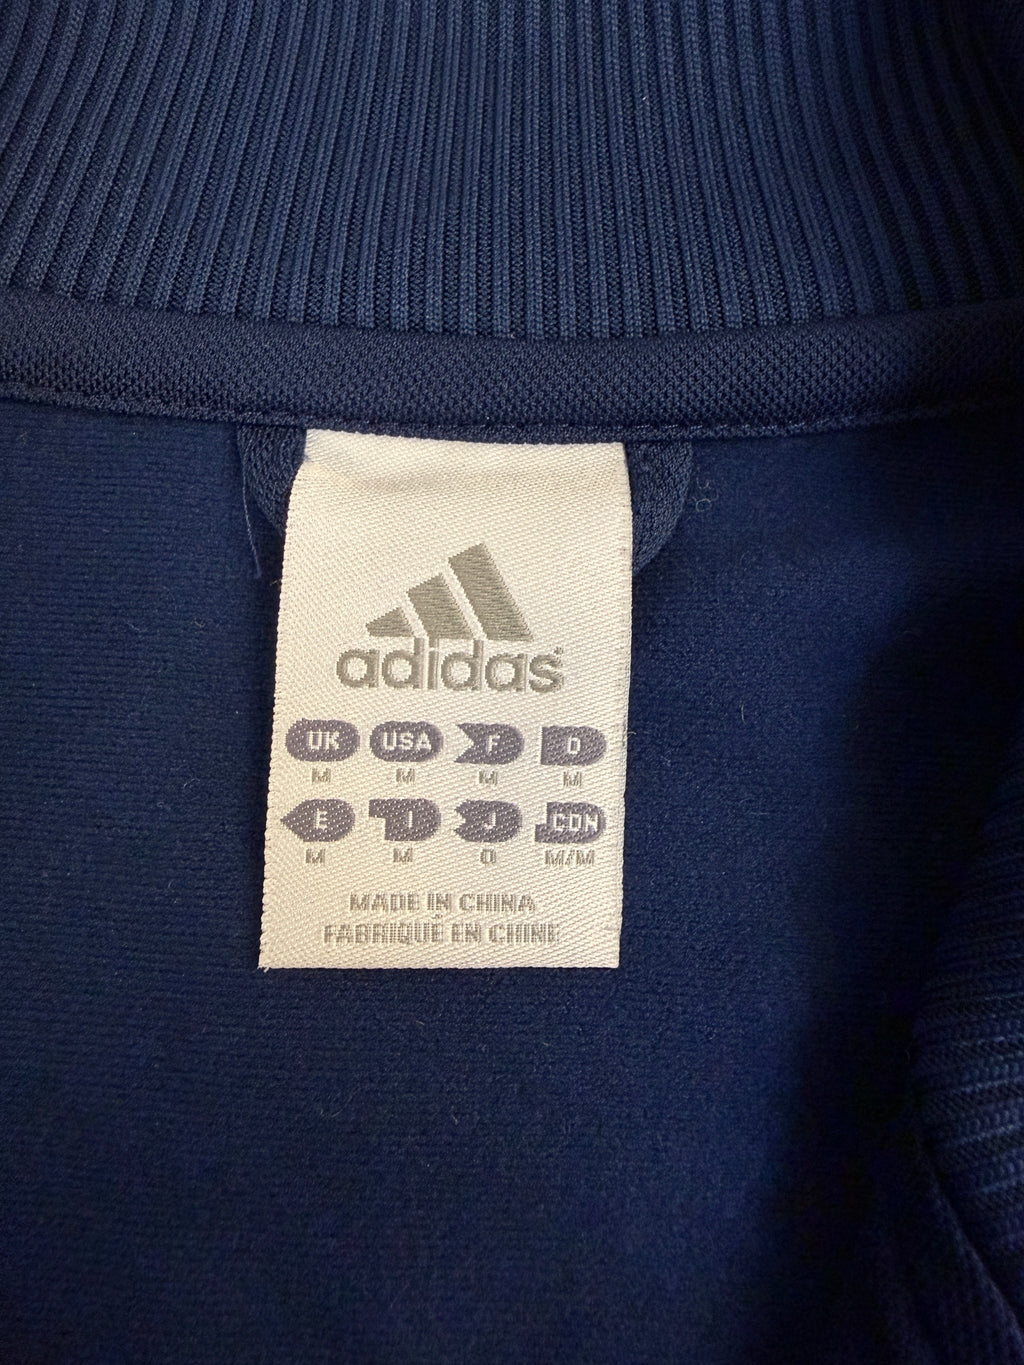 adidas
UK USA F D
M M M M
E I J CDN
M M O M/M
MADE IN CHINA
FABRIQUÉ EN CHINE